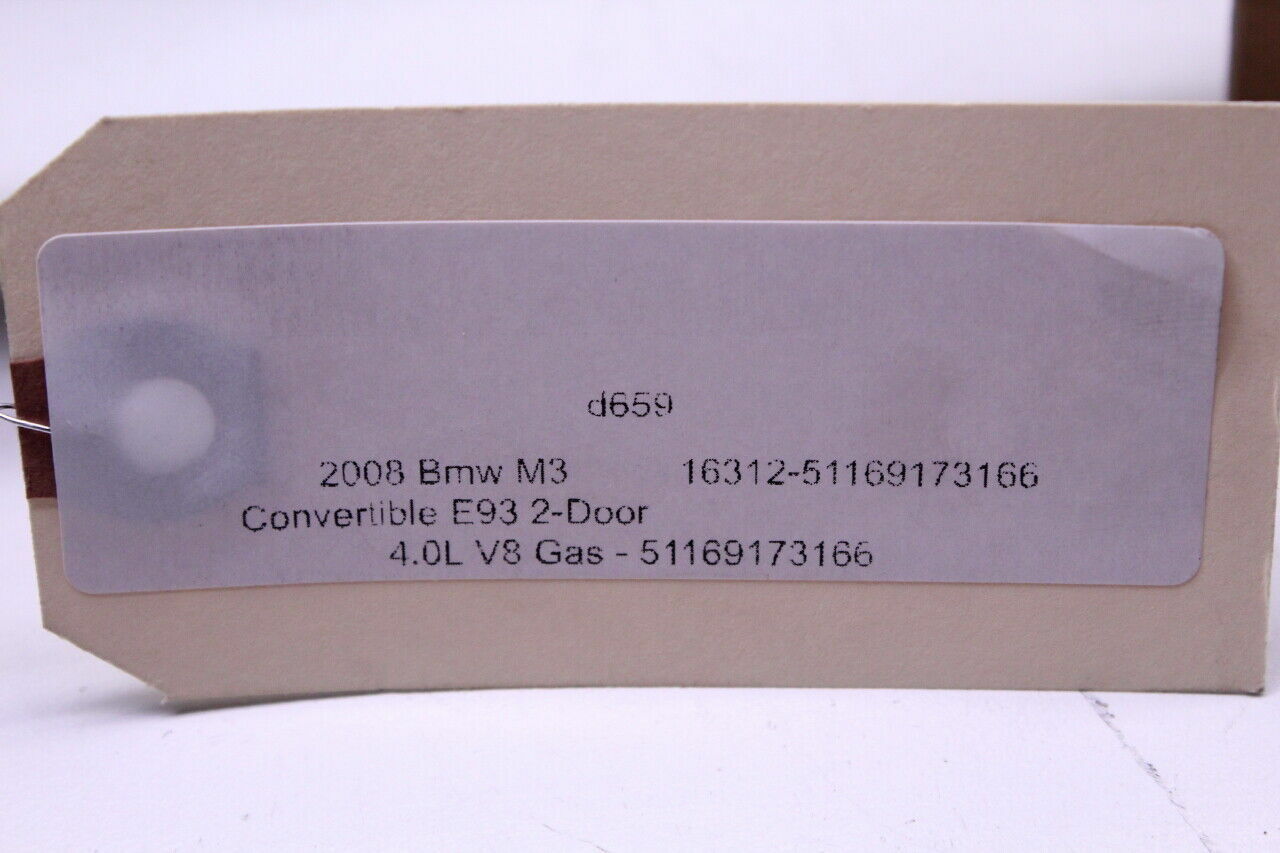 d659
2008 Bmw M3 16312-51169173166
Convertible E93 2-Door
4.0L V8 Gas - 51169173166